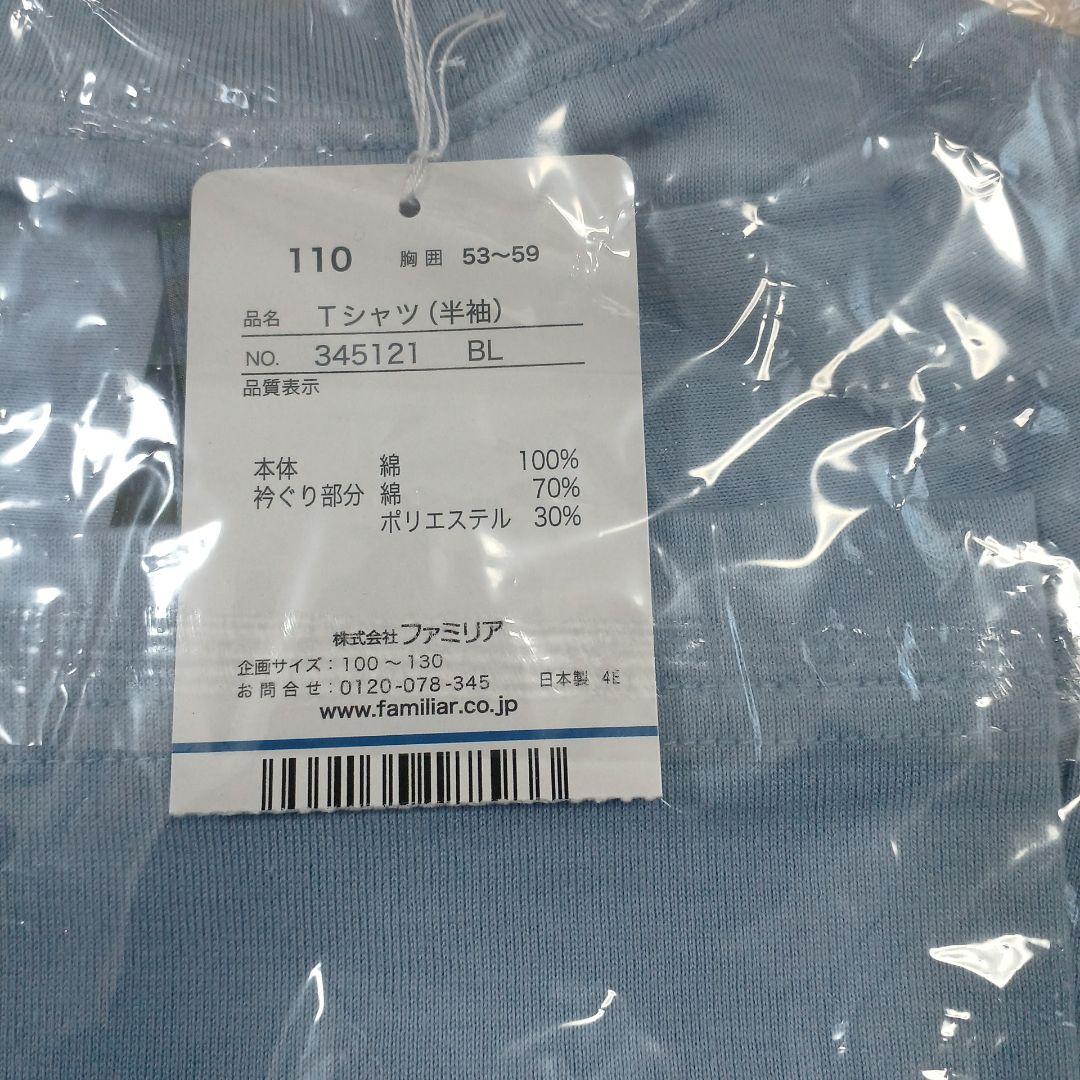 110 胸囲 53～59
品名 Tシャツ(半袖)
NO. 345121 BL
品質表示
本体 綿 100%
衿ぐり部分 綿 70%
ポリエステル 30%
株式会社ファミリア
企画サイズ：100～130
お問合せ：0120-078-345 日本製
www.familiar.co.jp